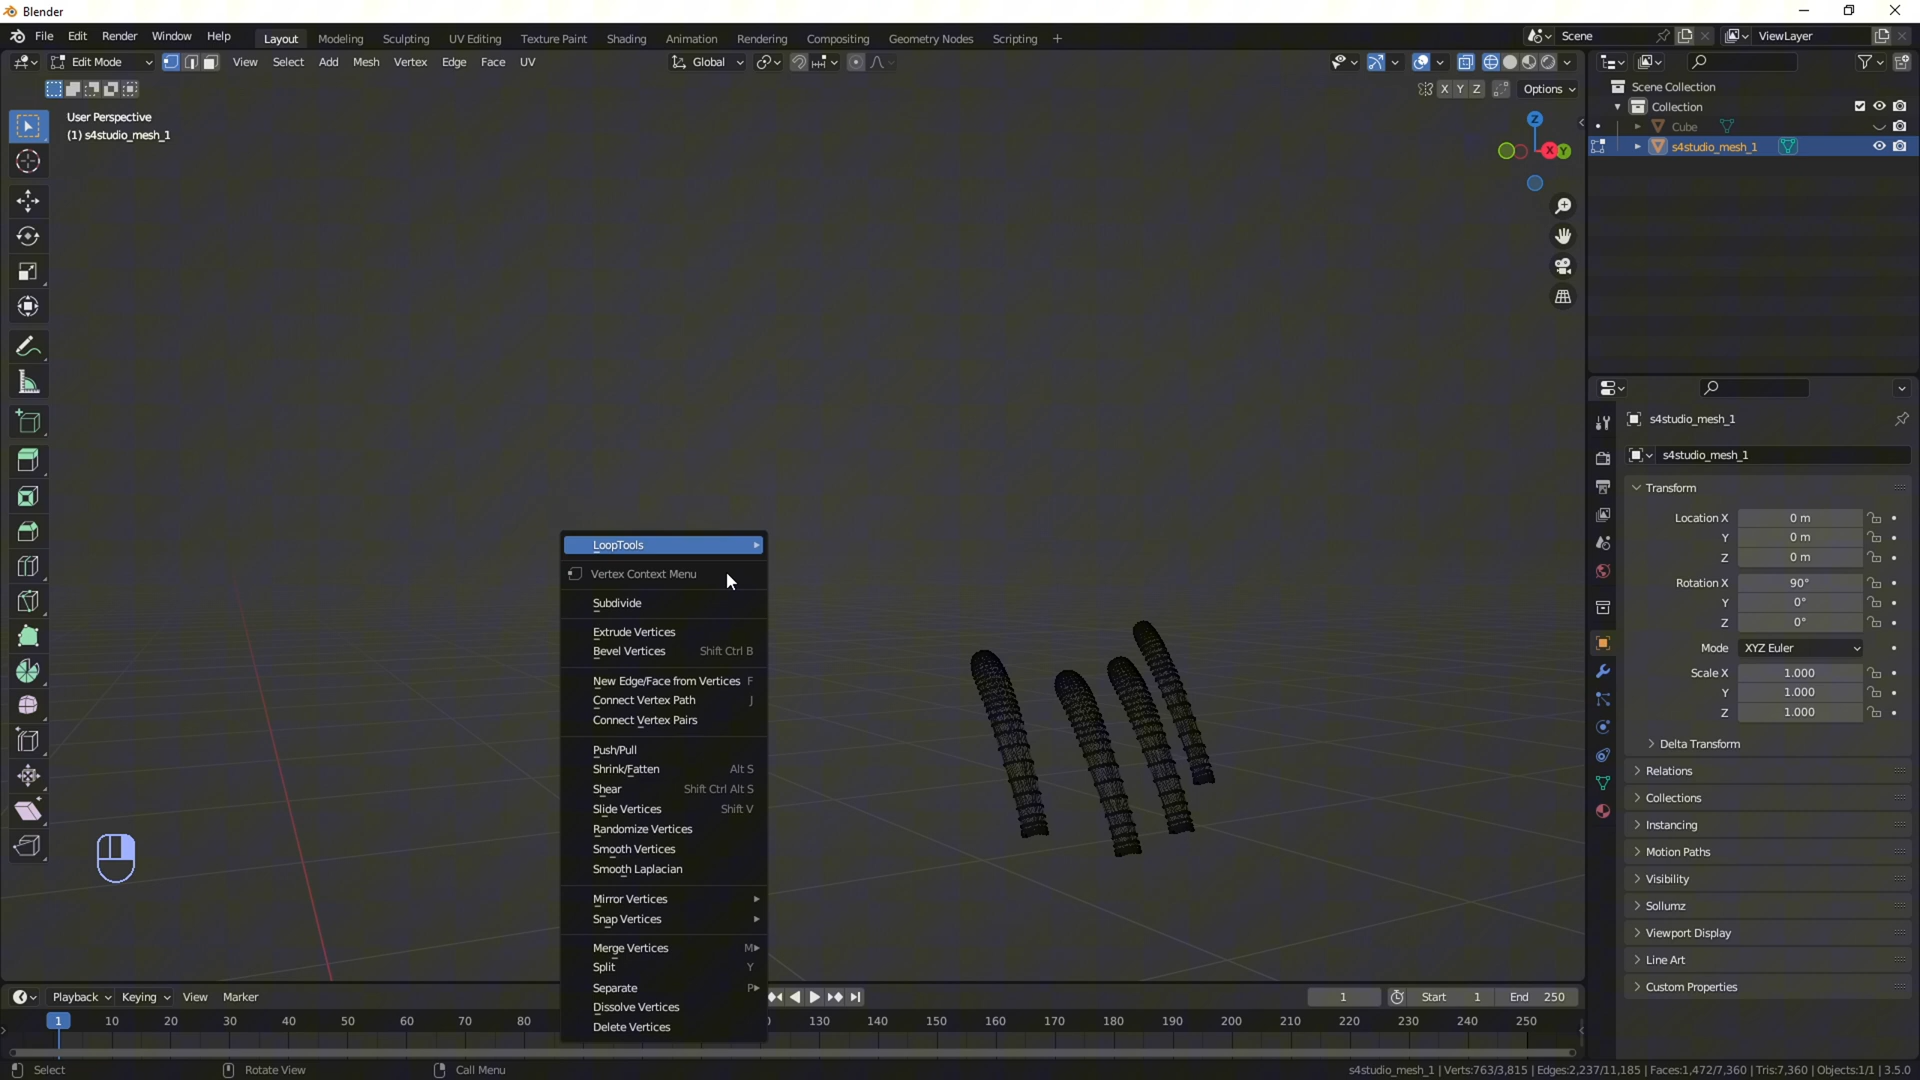 Blender
File Edit Render Window Help Layout Modeling Sculpting UV Editing Texture Paint Shading Animation Rendering Compositing Geometry Nodes Scripting + Scene ViewLayer
Edit Mode View Select Add Mesh Vertex Edge Face UV Global
X Y Z Options
User Perspective
(1) s4studio_mesh_1
Z
X Y
Scene Collection
Collection
Cube
s4studio_mesh_1
s4studio_mesh_1
s4studio_mesh_1
Transform
Location X 0 m
Y 0 m
Z 0 m
Rotation X 90°
Y 0°
Z 0°
Mode XYZ Euler
Scale X 1.000
Y 1.000
Z 1.000
Delta Transform
Relations
Collections
Instancing
Motion Paths
Visibility
Sollumz
Viewport Display
Line Art
Custom Properties
LoopTools
Vertex Context Menu
Subdivide
Extrude Vertices
Bevel Vertices Shift Ctrl B
New Edge/Face from Vertices F
Connect Vertex Path J
Connect Vertex Pairs
Push/Pull
Shrink/Fatten Alt S
Shear Shift Ctrl Alt S
Slide Vertices Shift V
Randomize Vertices
Smooth Vertices
Smooth Laplacian
Mirror Vertices
Snap Vertices
Merge Vertices M
Split Y
Separate P
Dissolve Vertices
Delete Vertices
Playback Keying View Marker 1 Start 1 End 250
1 10 20 30 40 50 60 70 80 130 140 150 160 170 180 190 200 210 220 230 240 250
Select Rotate View Call Menu s4studio_mesh_1 | Verts:763/3,815 | Edges:2,237/11,185 | Faces:1,472/7,360 | Tris:7,360 | Objects:1/1 | 3.5.0